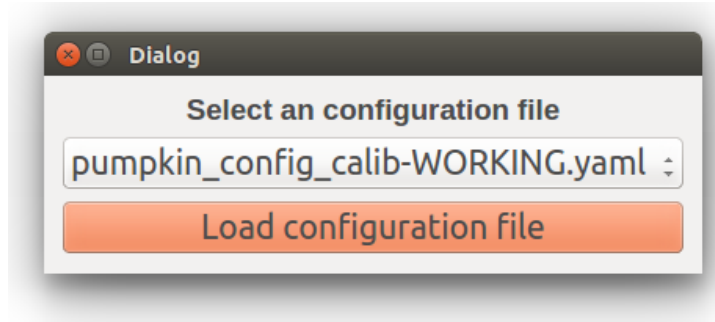 Dialog
Select an configuration file
pumpkin_config_calib-WORKING.yaml
Load configuration file